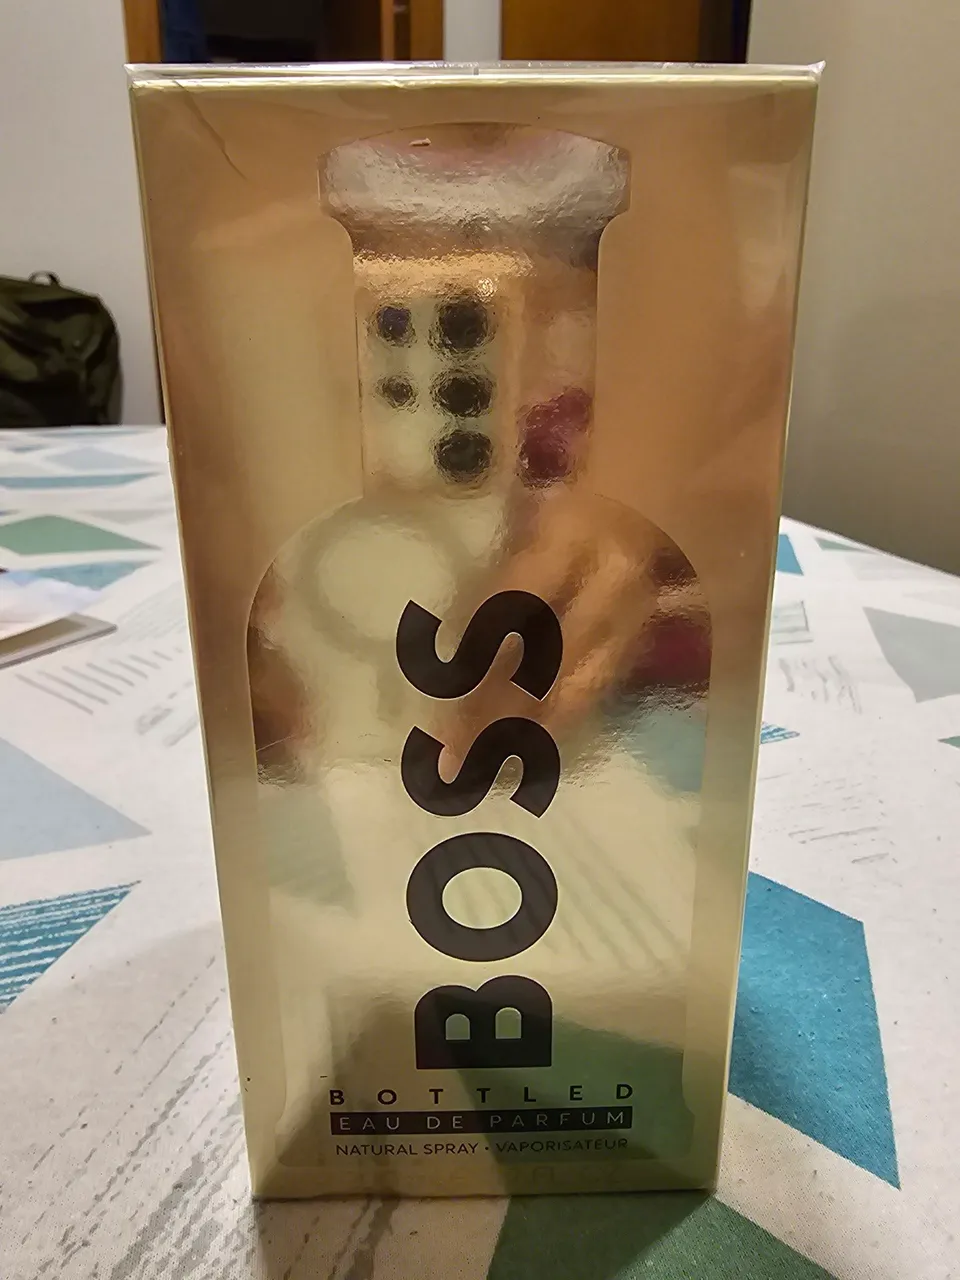 BOSS
BOTTLED
EAU DE PARFUM
NATURAL SPRAY • VAPORISATEUR